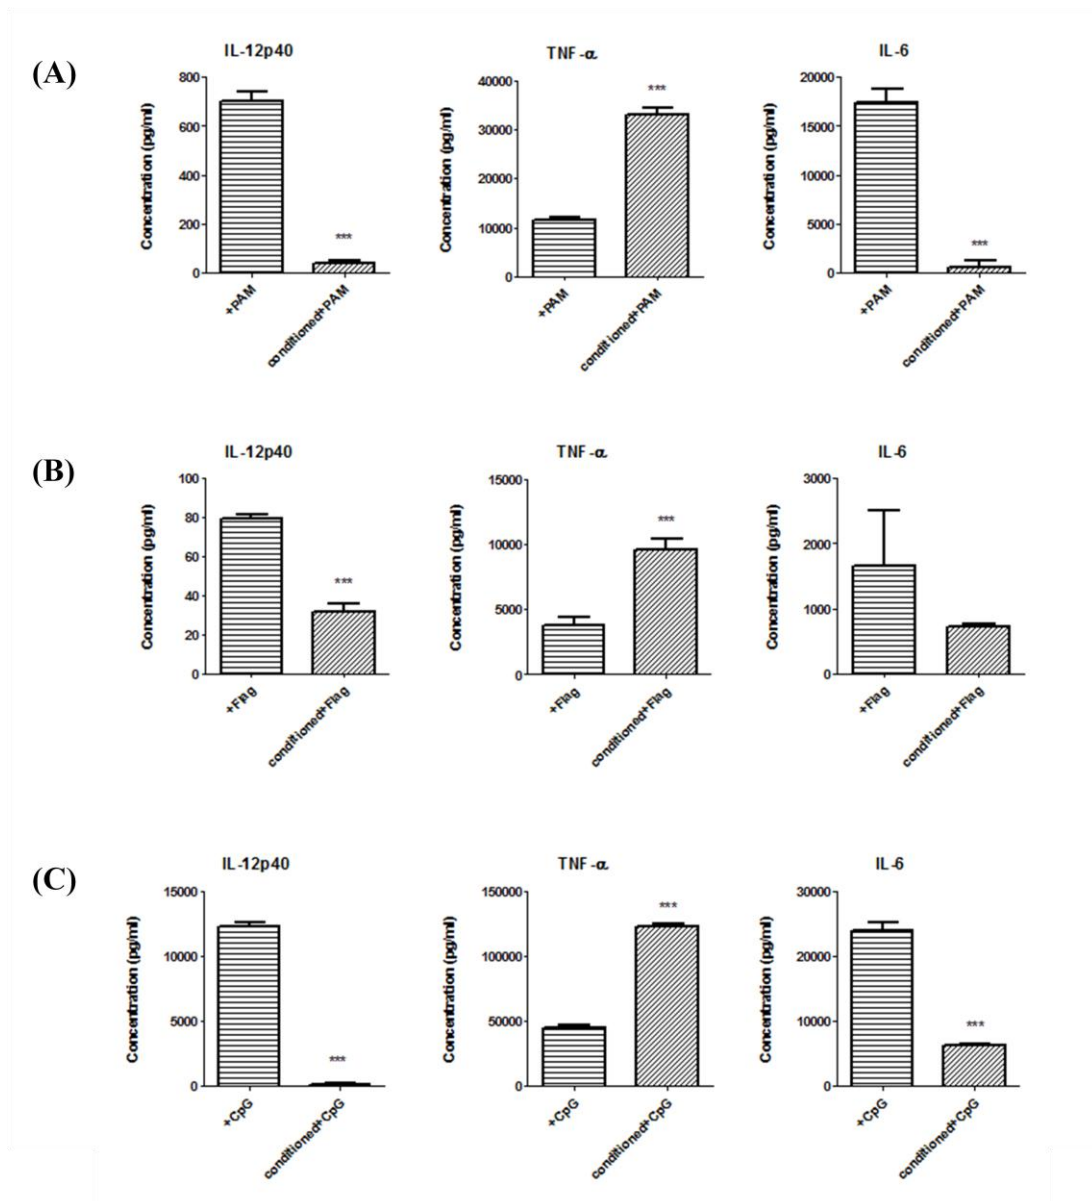 (A)
IL-12p40
Concentration (pg/ml)
800
600
400
200
0
***
+PAM
conditioned+PAM
TNF-α
Concentration (pg/ml)
40000
30000
20000
10000
0
***
+PAM
conditioned+PAM
IL-6
Concentration (pg/ml)
20000
15000
10000
5000
0
***
+PAM
conditioned+PAM
(B)
IL-12p40
Concentration (pg/ml)
100
80
60
40
20
0
***
+Flag
conditioned+Flag
TNF-α
Concentration (pg/ml)
15000
10000
5000
0
***
+Flag
conditioned+Flag
IL-6
Concentration (pg/ml)
3000
2000
1000
0
+Flag
conditioned+Flag
(C)
IL-12p40
Concentration (pg/ml)
15000
10000
5000
0
***
+CpG
conditioned+CpG
TNF-α
Concentration (pg/ml)
150000
100000
50000
0
***
+CpG
conditioned+CpG
IL-6
Concentration (pg/ml)
30000
20000
10000
0
***
+CpG
conditioned+CpG